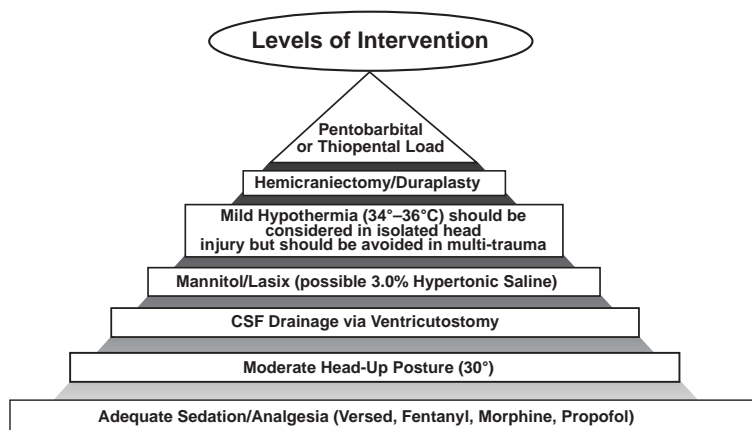 Levels of Intervention
Pentobarbital
or Thiopental Load
Hemicraniectomy/Duraplasty
Mild Hypothermia (34°–36°C) should be
considered in isolated head
injury but should be avoided in multi-trauma
Mannitol/Lasix (possible 3.0% Hypertonic Saline)
CSF Drainage via Ventricutostomy
Moderate Head-Up Posture (30°)
Adequate Sedation/Analgesia (Versed, Fentanyl, Morphine, Propofol)